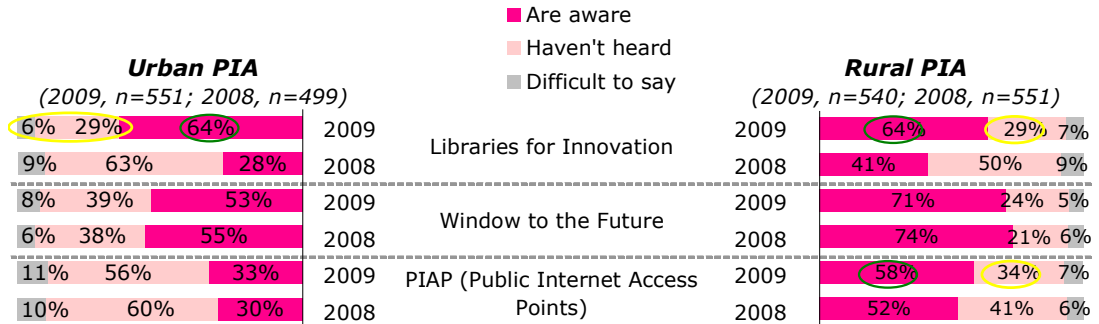 Are aware
Haven't heard
Difficult to say
Urban PIA
(2009, n=551; 2008, n=499)
Rural PIA
(2009, n=540; 2008, n=551)
6% 29% 64% 2009 Libraries for Innovation 2009 64% 29% 7%
9% 63% 28% 2008 2008 41% 50% 9%
8% 39% 53% 2009 Window to the Future 2009 71% 24% 5%
6% 38% 55% 2008 2008 74% 21% 6%
11% 56% 33% 2009 PIAP (Public Internet Access 2009 58% 34% 7%
10% 60% 30% 2008 Points) 2008 52% 41% 6%